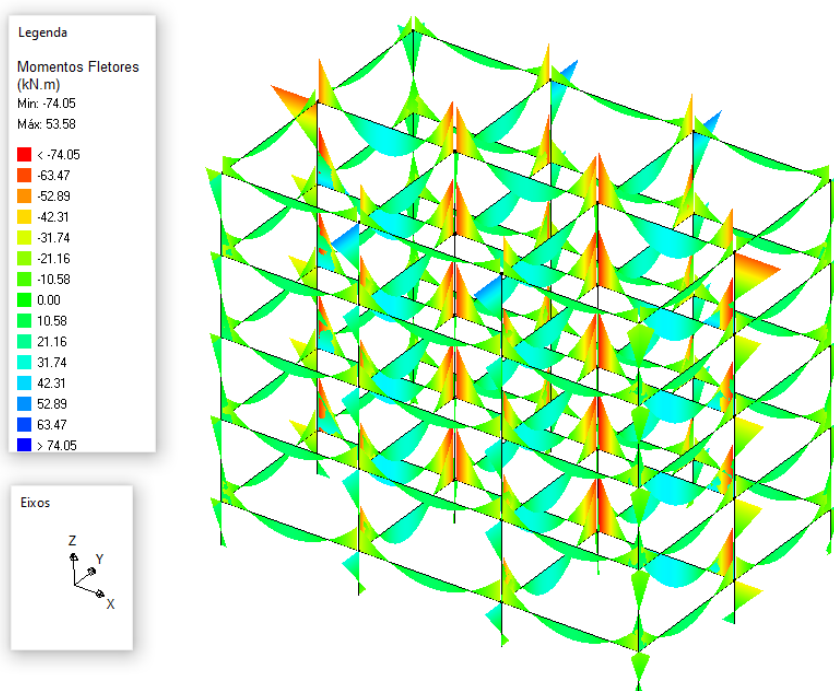 Legenda
Momentos Fletores
(kN.m)
Min: -74.05
Máx: 53.58
< -74.05
-63.47
-52.89
-42.31
-31.74
-21.16
-10.58
0.00
10.58
21.16
31.74
42.31
52.89
63.47
> 74.05
Eixos
Z
Y
X